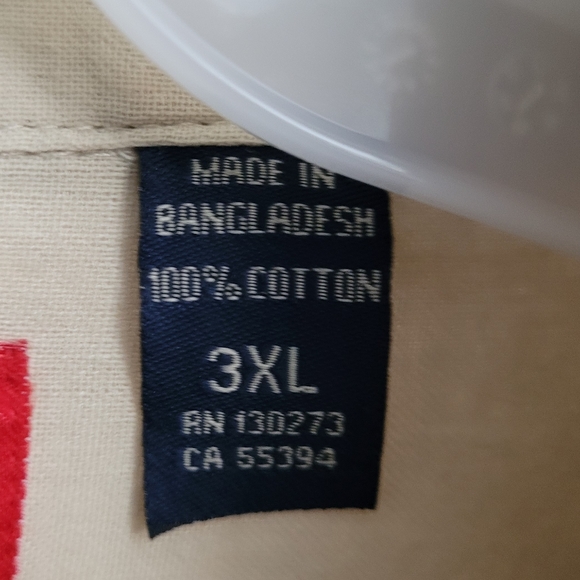 MADE IN
BANGLADESH
100% COTTON
3XL
RN 130273
CA 55394